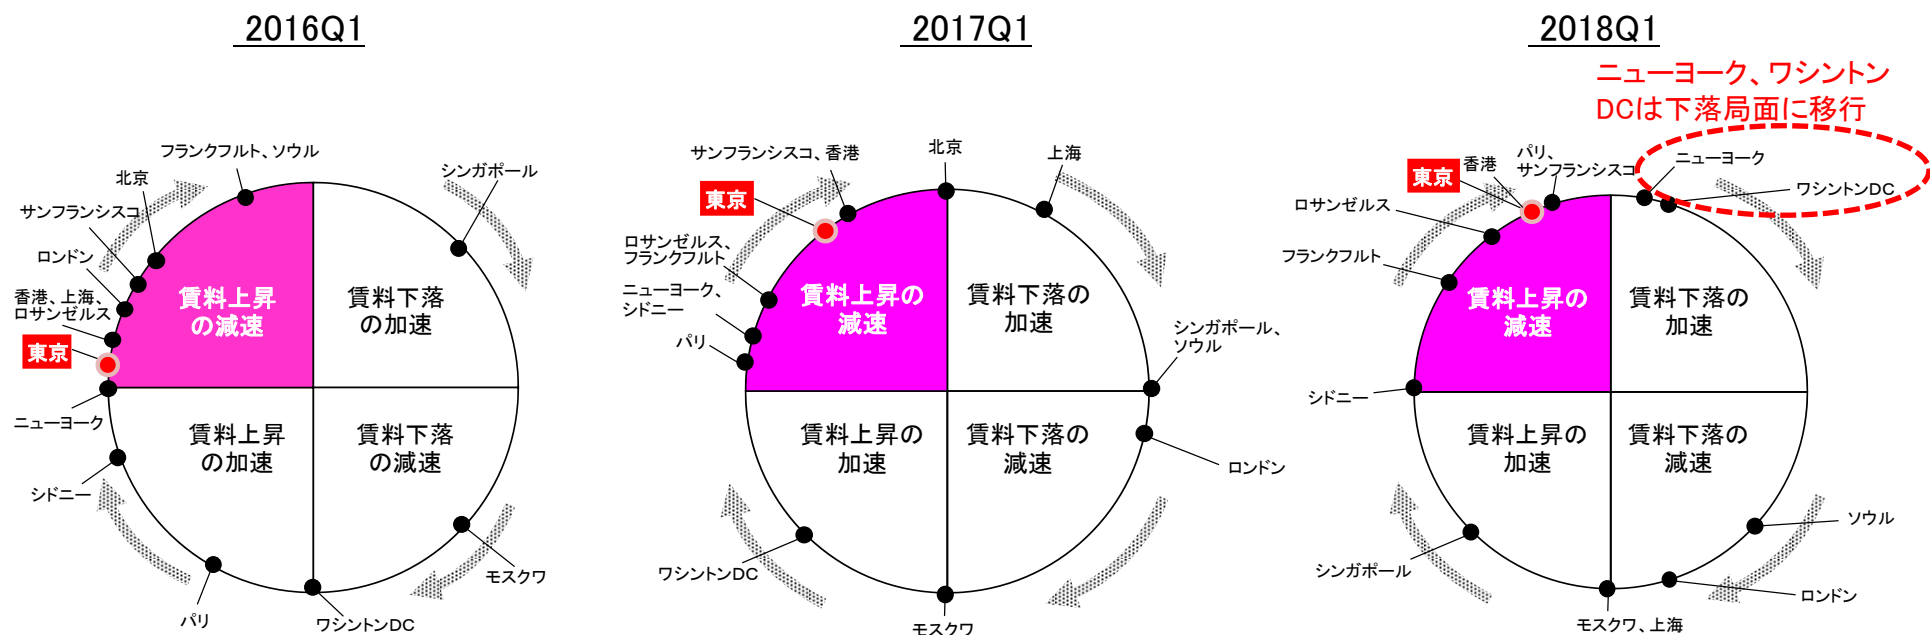 2016Q1
フランクフルト、ソウル
シンガポール
北京
サンフランシスコ
ロンドン
香港、上海、
ロサンゼルス
東京
ニューヨーク
シドニー
パリ
ワシントンDC
モスクワ
賃料上昇
の減速
賃料下落
の加速
賃料上昇
の加速
賃料下落
の減速
2017Q1
サンフランシスコ、香港
北京
上海
東京
ロサンゼルス、
フランクフルト
ニューヨーク、
シドニー
パリ
シンガポール、
ソウル
ロンドン
ワシントンDC
モスクワ
賃料上昇の
減速
賃料下落の
加速
賃料上昇の
加速
賃料下落の
減速
2018Q1
ニューヨーク、ワシントン
DCは下落局面に移行
東京
香港
パリ、
サンフランシスコ
ニューヨーク
ワシントンDC
ロサンゼルス
フランクフルト
シドニー
シンガポール
モスクワ、上海
ロンドン
ソウル
賃料上昇の
減速
賃料下落の
加速
賃料上昇の
加速
賃料下落の
減速